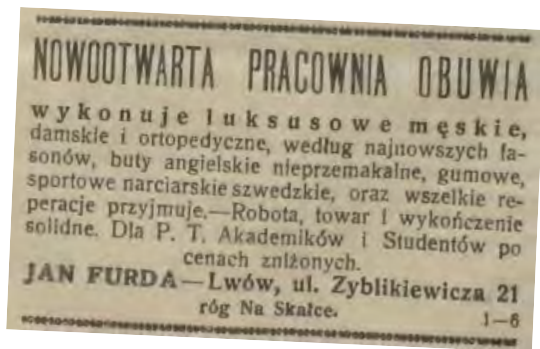 NOWOOTWARTA PRACOWNIA OBUWIA
wykonuje luksusowe męskie,
damskie i ortopedyczne, według najnowszych fa-
sonów, buty angielskie nieprzemakalne, gumowe,
sportowe narciarskie szwedzkie, oraz wszelkie re-
peracje przyjmuje.—Robota, towar i wykończenie
solidne. Dla P. T. Akademików i Studentów po
cenach zniżonych.
JAN FURDA—Lwów, ul. Zyblikiewicza 21
róg Na Skałce. 1—6